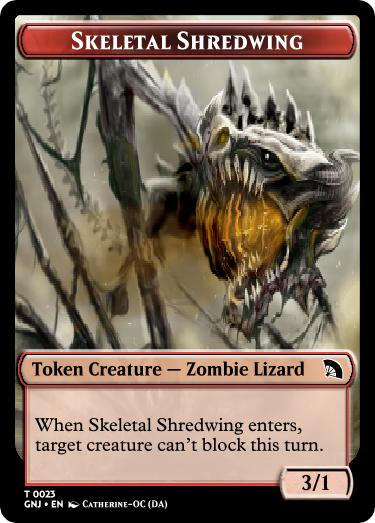 Skeletal Shredwing
Token Creature — Zombie Lizard
When Skeletal Shredwing enters,
target creature can't block this turn.
3/1
T 0023
GNJ • EN Catherine-OC (DA)